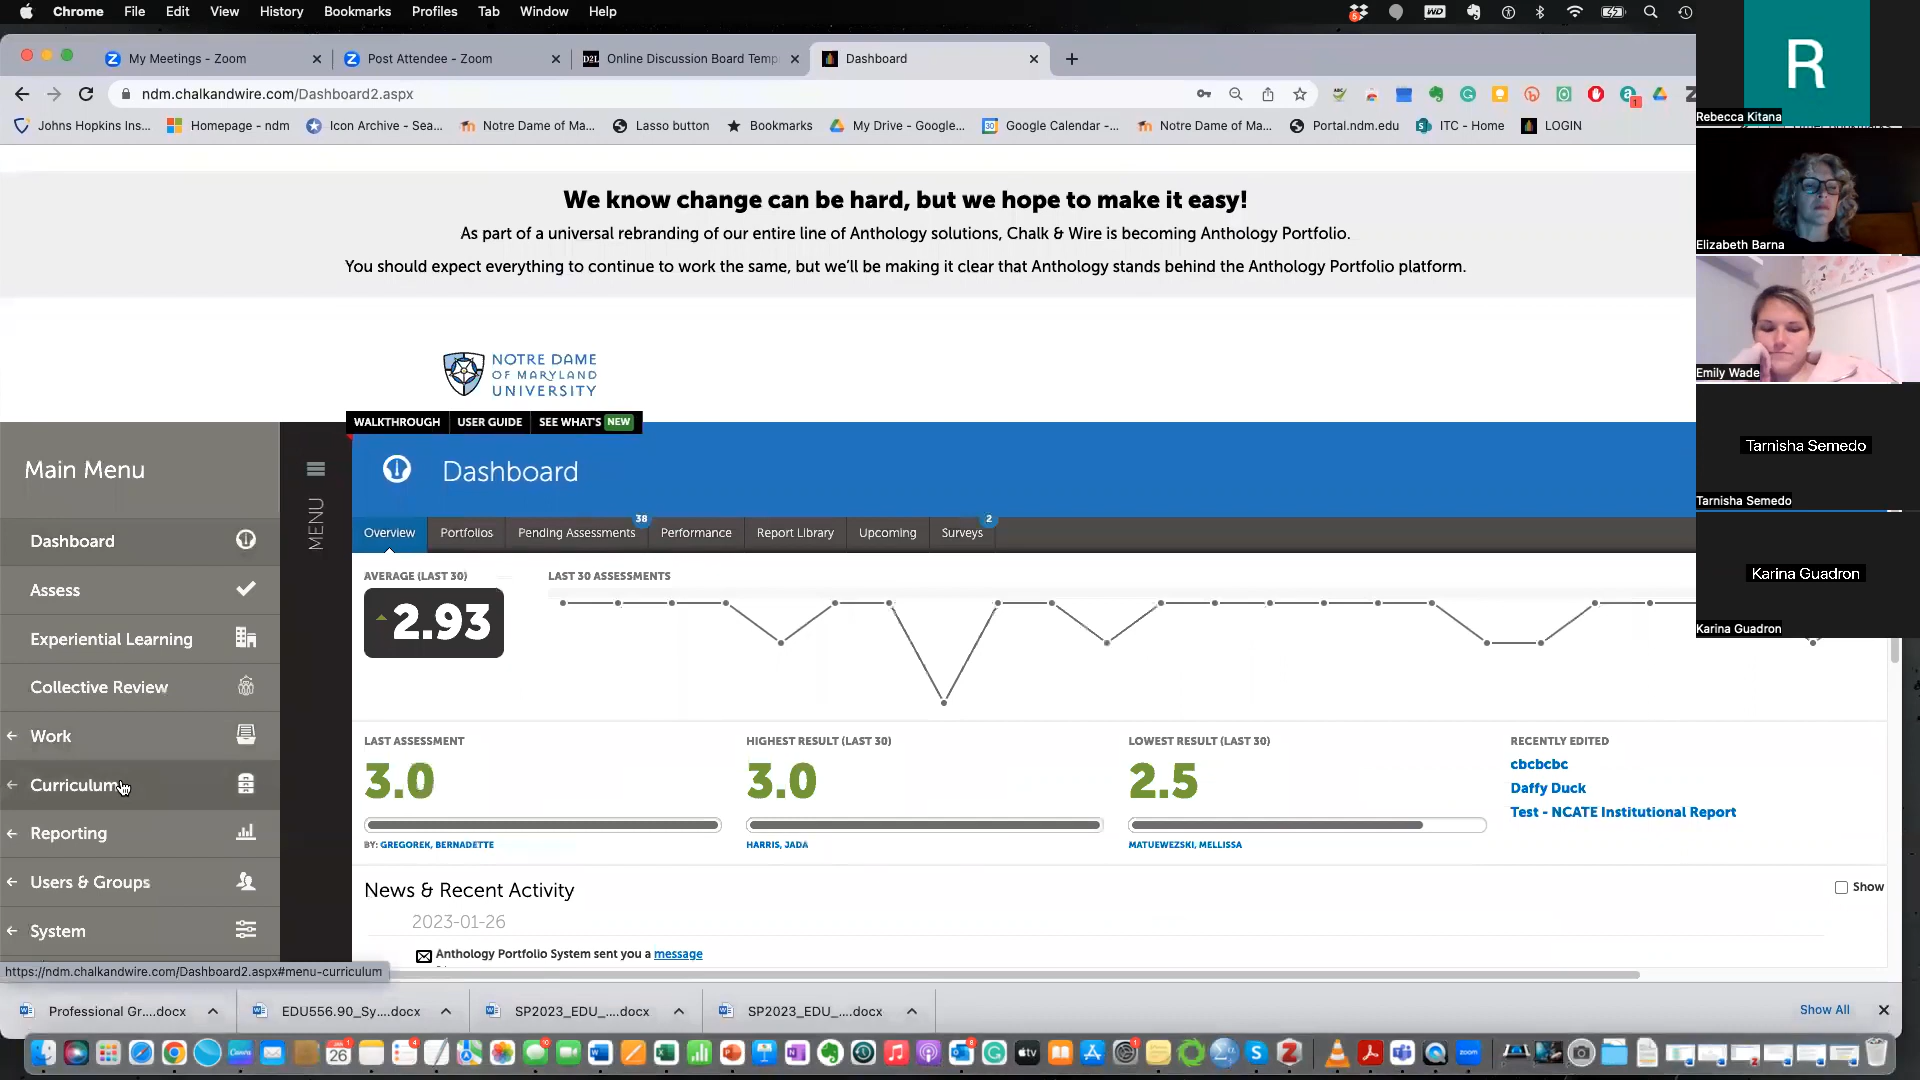 Chrome File Edit View History Bookmarks Profiles Tab Window Help
My Meetings - Zoom
Post Attendee - Zoom
Online Discussion Board Temp
Dashboard
ndm.chalkandwire.com/Dashboard2.aspx
Johns Hopkins Ins...
Homepage - ndm
Icon Archive - Sea...
Notre Dame of Ma...
Lasso button
Bookmarks
My Drive - Google...
Google Calendar -...
Notre Dame of Ma...
Portal.ndm.edu
ITC - Home
LOGIN
We know change can be hard, but we hope to make it easy!
As part of a universal rebranding of our entire line of Anthology solutions, Chalk & Wire is becoming Anthology Portfolio.
You should expect everything to continue to work the same, but we'll be making it clear that Anthology stands behind the Anthology Portfolio platform.
NOTRE DAME
OF MARYLAND
UNIVERSITY
WALKTHROUGH
USER GUIDE
SEE WHAT'S NEW
Main Menu
Dashboard
Assess
Experiential Learning
Collective Review
Work
Curriculum
Reporting
Users & Groups
System
MENU
Dashboard
Overview
Portfolios
Pending Assessments
38
Performance
Report Library
Upcoming
Surveys
2
AVERAGE (LAST 30)
2.93
LAST 30 ASSESSMENTS
LAST ASSESSMENT
3.0
BY: GREGOREK, BERNADETTE
HIGHEST RESULT (LAST 30)
3.0
HARRIS, JADA
LOWEST RESULT (LAST 30)
2.5
MATUEWEZSKI, MELLISSA
RECENTLY EDITED
cbcbcbc
Daffy Duck
Test - NCATE Institutional Report
News & Recent Activity
Show
2023-01-26
Anthology Portfolio System sent you a message
https://ndm.chalkandwire.com/Dashboard2.aspx#menu-curriculum
Professional Gr....docx
EDU556.90_Sy....docx
SP2023_EDU_....docx
SP2023_EDU_....docx
Show All
R
Rebecca Kitana
Elizabeth Barna
Emily Wade
Tarnisha Semedo
Tarnisha Semedo
Karina Guadron
Karina Guadron